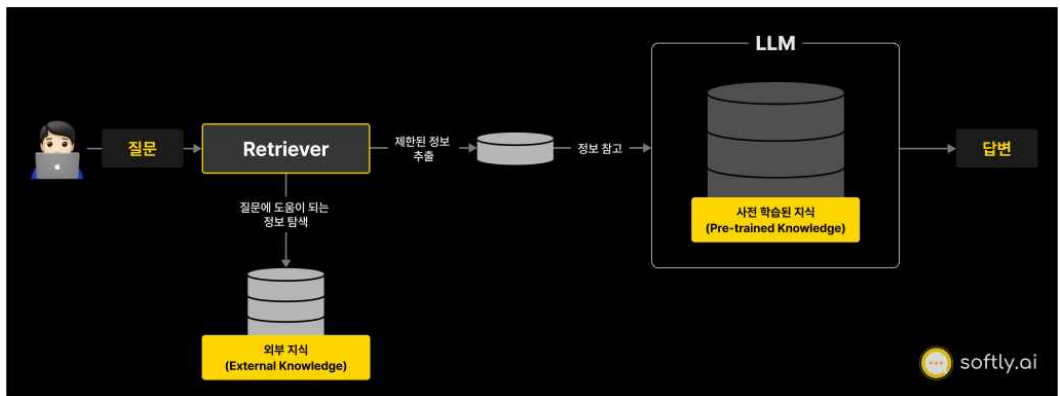 LLM
질문
Retriever
제한된 정보
추출
정보 참고
답변
사전 학습된 지식
(Pre-trained Knowledge)
질문에 도움이 되는
정보 탐색
외부 지식
(External Knowledge)
softly.ai